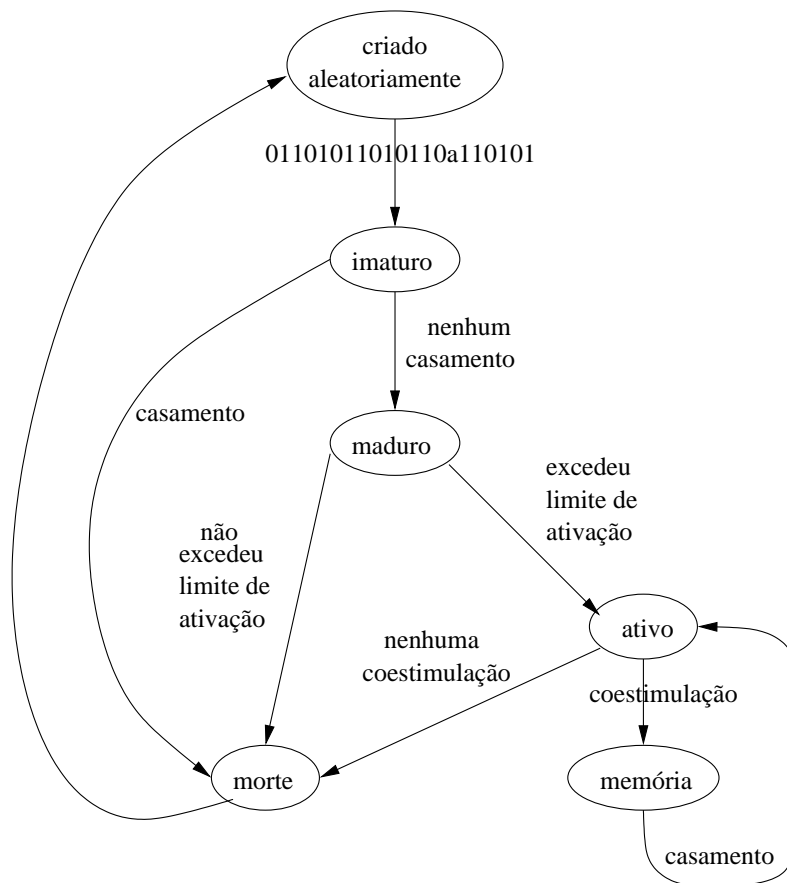 criado
aleatoriamente
01101011010110a110101
imaturo
nenhum
casamento
casamento
maduro
excedeu
limite de
ativação
não
excedeu
limite de
ativação
ativo
nenhuma
coestimulação
coestimulação
morte
memória
casamento